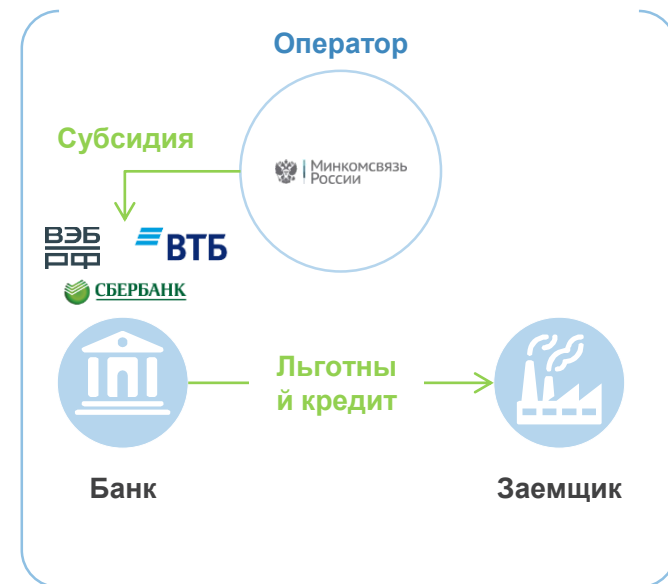 Оператор
Субсидия
Минкомсвязь
России
ВЭБ
РФ
ВТБ
СБЕРБАНК
Льготны
й кредит
Банк
Заемщик